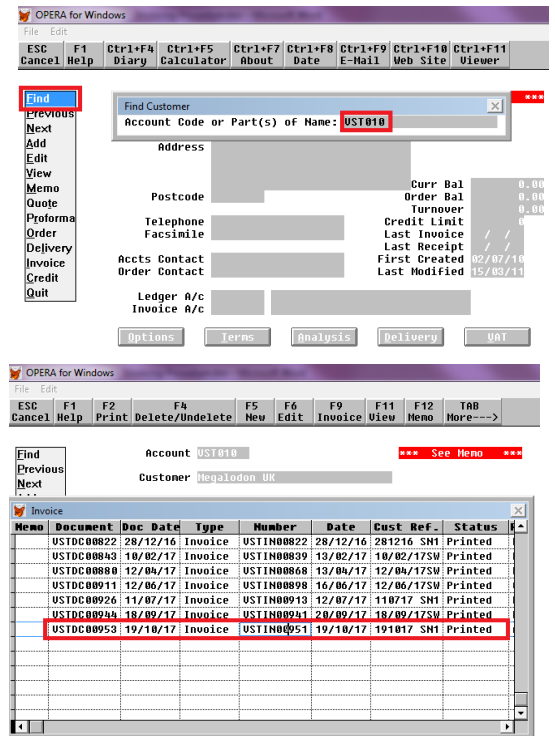 OPERA for Windows
File Edit
ESC F1 Ctrl+F4 Ctrl+F5 Ctrl+F7 Ctrl+F8 Ctrl+F9 Ctrl+F10 Ctrl+F11
Cancel Help Diary Calculator About Date E-Mail Web Site Viewer
Find
Previous
Next
Add
Edit
View
Memo
Quote
Proforma
Order
Delivery
Invoice
Credit
Quit
***
Find Customer
Account Code or Part(s) of Name: VST010
Address
Postcode
Telephone
Facsimile
Accts Contact
Order Contact
Ledger A/c
Invoice A/c
Curr Bal 0.00
Order Bal 0.00
Turnover 0.00
Credit Limit 0
Last Invoice / /
Last Receipt / /
First Created 02/07/10
Last Modified 15/03/11
Options Terms Analysis Delivery VAT
OPERA for Windows
File Edit
ESC F1 F2 F4 F5 F6 F9 F11 F12 TAB
Cancel Help Print Delete/Undelete New Edit Invoice View Memo More--->
Find
Previous
Next
Account VST010
*** See Memo ***
Customer Megalodon UK
Invoice
Memo Document Doc Date Type Number Date Cust Ref. Status
VSTDC00822 28/12/16 Invoice VSTIN00822 28/12/16 281216 SN1 Printed
VSTDC00843 10/02/17 Invoice VSTIN00839 13/02/17 10/02/17SW Printed
VSTDC00880 12/04/17 Invoice VSTIN00868 13/04/17 12/04/17SW Printed
VSTDC00911 12/06/17 Invoice VSTIN00898 16/06/17 12/06/17SW Printed
VSTDC00926 11/07/17 Invoice VSTIN00913 12/07/17 110717 SN1 Printed
VSTDC00944 18/09/17 Invoice VSTIN00941 20/09/17 18/09/17SW Printed
VSTDC00953 19/10/17 Invoice VSTIN00951 19/10/17 191017 SN1 Printed